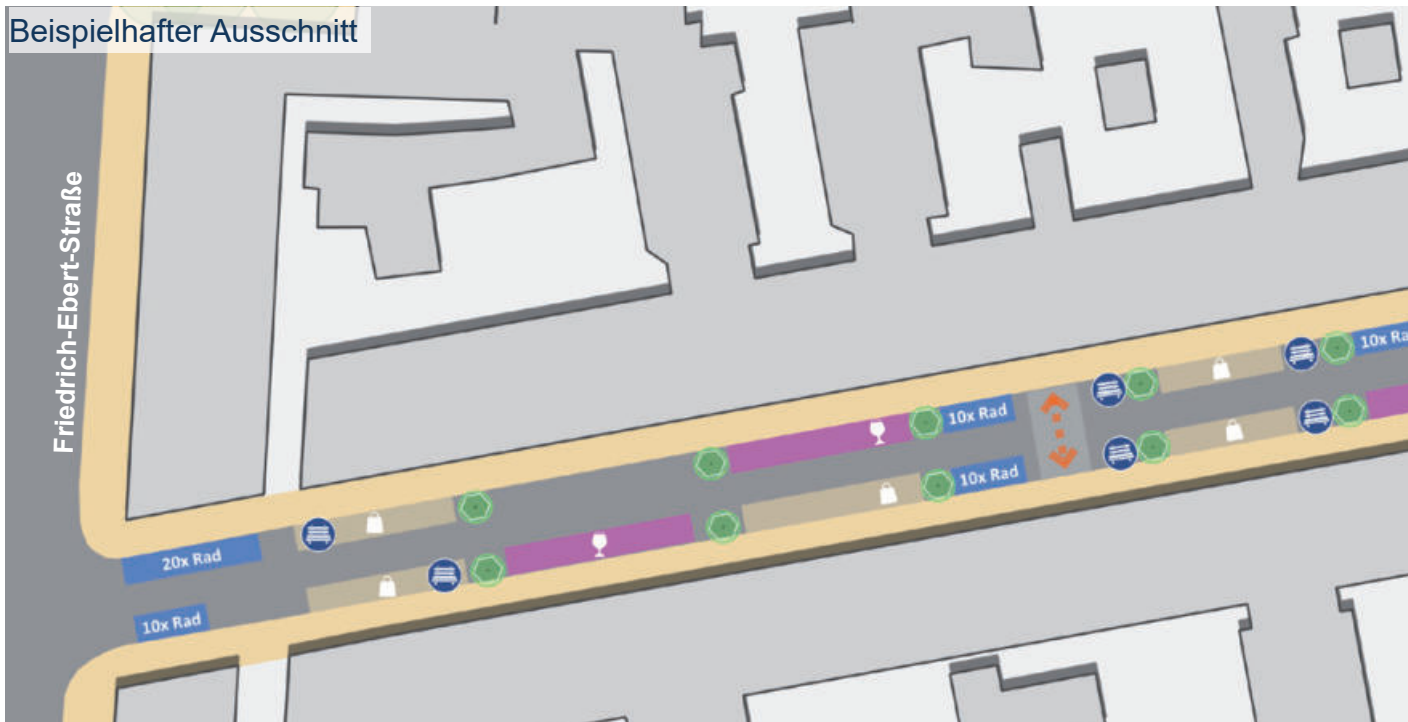 Beispielhafter Ausschnitt
Friedrich-Ebert-Straße
10x Ra
10x Rad
10x Rad
20x Rad
10x Rad